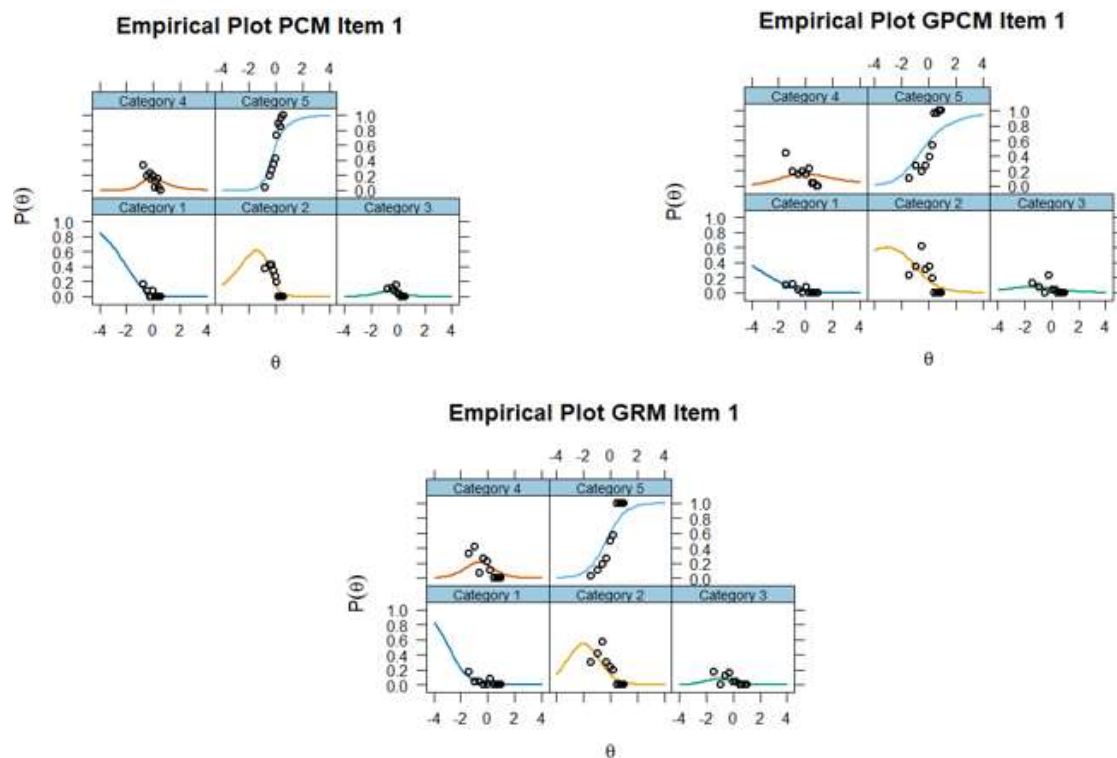 Empirical Plot PCM Item 1
-4 -2 0 2 4
Category 4 Category 5
1.0
0.8
0.6
0.4
0.2
0.0
P(θ)
Category 1 Category 2 Category 3
1.0
0.8
0.6
0.4
0.2
0.0
-4 -2 0 2 4 -4 -2 0 2 4
θ
Empirical Plot GPCM Item 1
-4 -2 0 2 4
Category 4 Category 5
1.0
0.8
0.6
0.4
0.2
0.0
P(θ)
Category 1 Category 2 Category 3
1.0
0.8
0.6
0.4
0.2
0.0
-4 -2 0 2 4 -4 -2 0 2 4
θ
Empirical Plot GRM Item 1
-4 -2 0 2 4
Category 4 Category 5
1.0
0.8
0.6
0.4
0.2
0.0
P(θ)
Category 1 Category 2 Category 3
1.0
0.8
0.6
0.4
0.2
0.0
-4 -2 0 2 4 -4 -2 0 2 4
θ